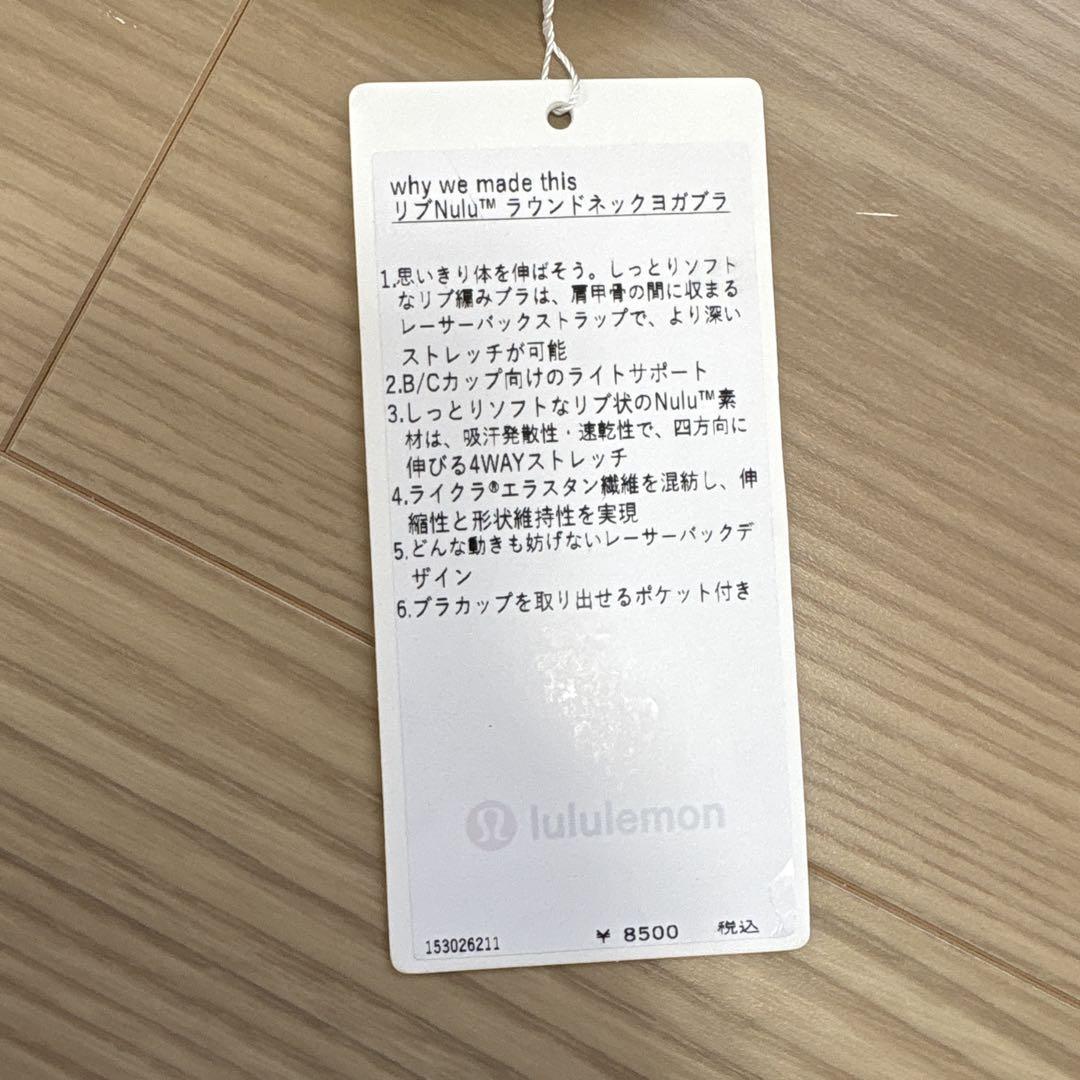 why we made this
リブNulu™ ラウンドネックヨガブラ
1.思いきり体を伸ばそう。しっとりソフト
なリブ編みブラは、肩甲骨の間に収まる
レーサーバックストラップで、より深い
ストレッチが可能
2.B/Cカップ向けのライトサポート
3.しっとりソフトなリブ状のNulu™素
材は、吸汗発散性・速乾性で、四方向に
伸びる4WAYストレッチ
4.ライクラ®エラスタン繊維を混紡し、伸
縮性と形状維持性を実現
5.どんな動きも妨げないレーサーバックデ
ザイン
6.ブラカップを取り出せるポケット付き
lululemon
153026211 ¥ 8500 税込